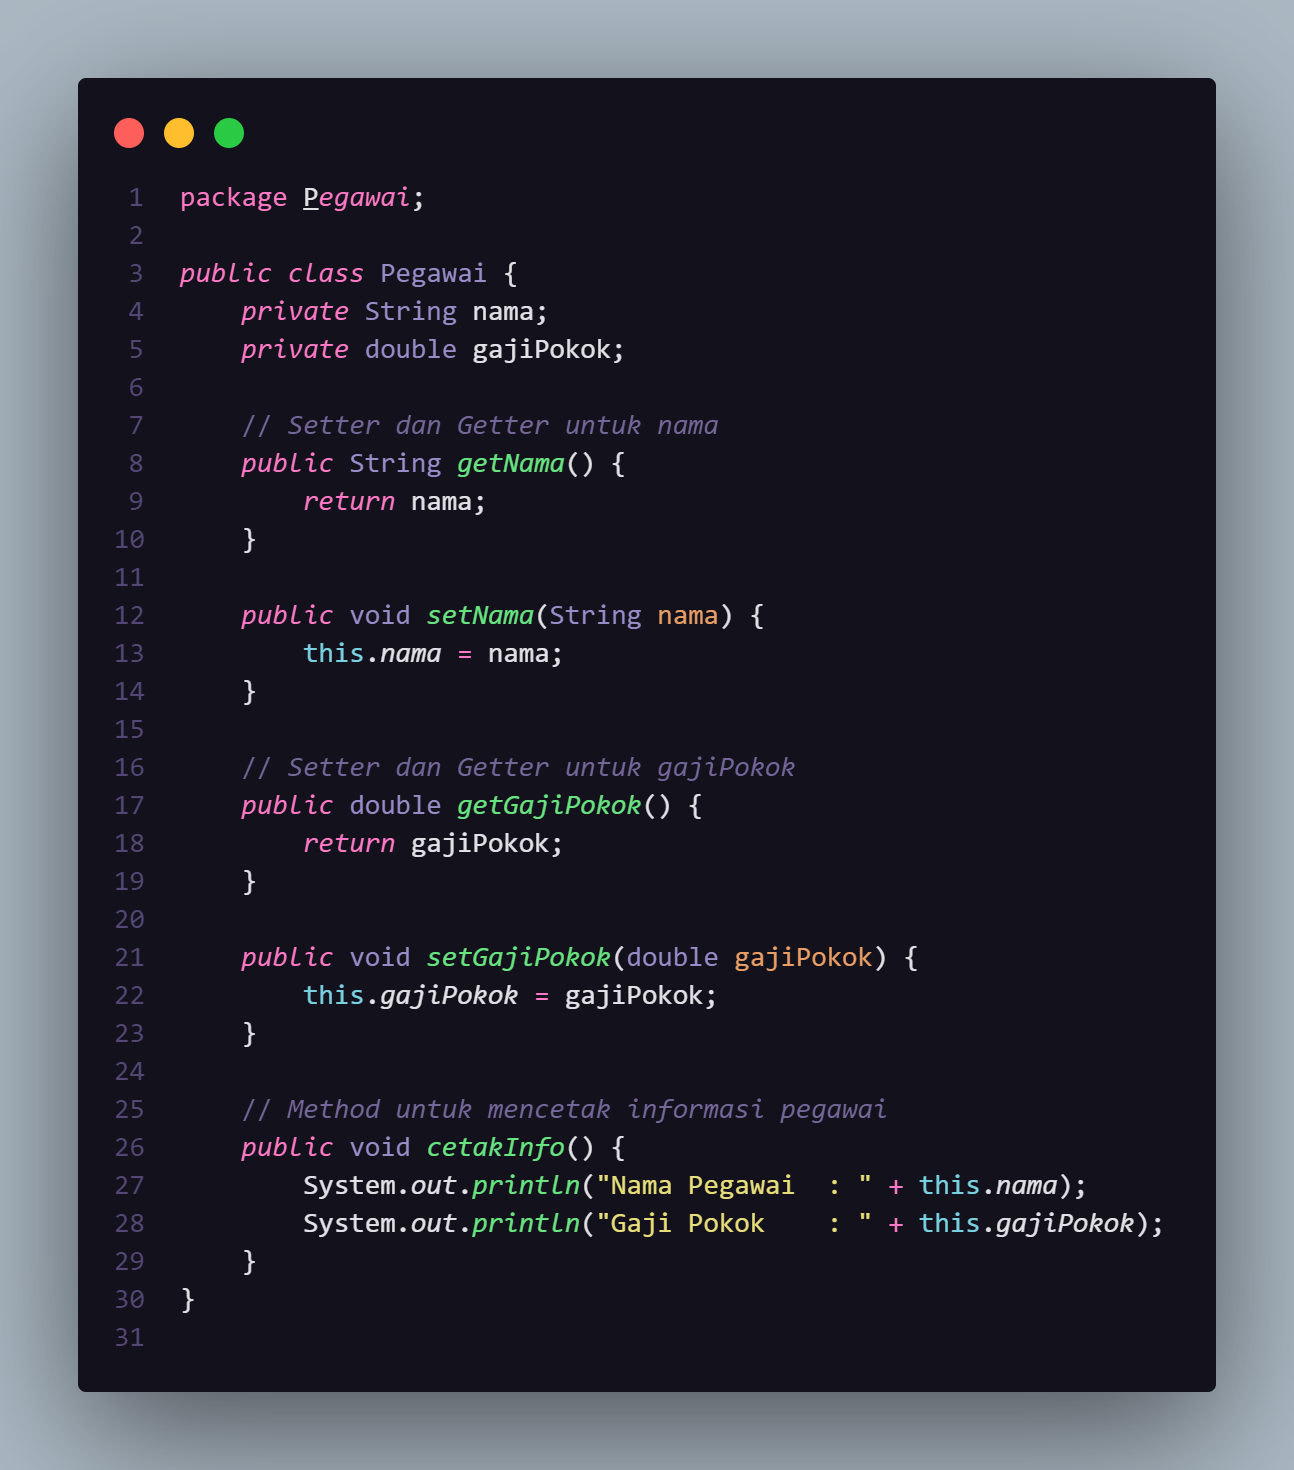 1 package Pegawai;
2
3 public class Pegawai {
4     private String nama;
5     private double gajiPokok;
6
7     // Setter dan Getter untuk nama
8     public String getNama() {
9         return nama;
10     }
11
12     public void setNama(String nama) {
13         this.nama = nama;
14     }
15
16     // Setter dan Getter untuk gajiPokok
17     public double getGajiPokok() {
18         return gajiPokok;
19     }
20
21     public void setGajiPokok(double gajiPokok) {
22         this.gajiPokok = gajiPokok;
23     }
24
25     // Method untuk mencetak informasi pegawai
26     public void cetakInfo() {
27         System.out.println("Nama Pegawai  : " + this.nama);
28         System.out.println("Gaji Pokok    : " + this.gajiPokok);
29     }
30 }
31